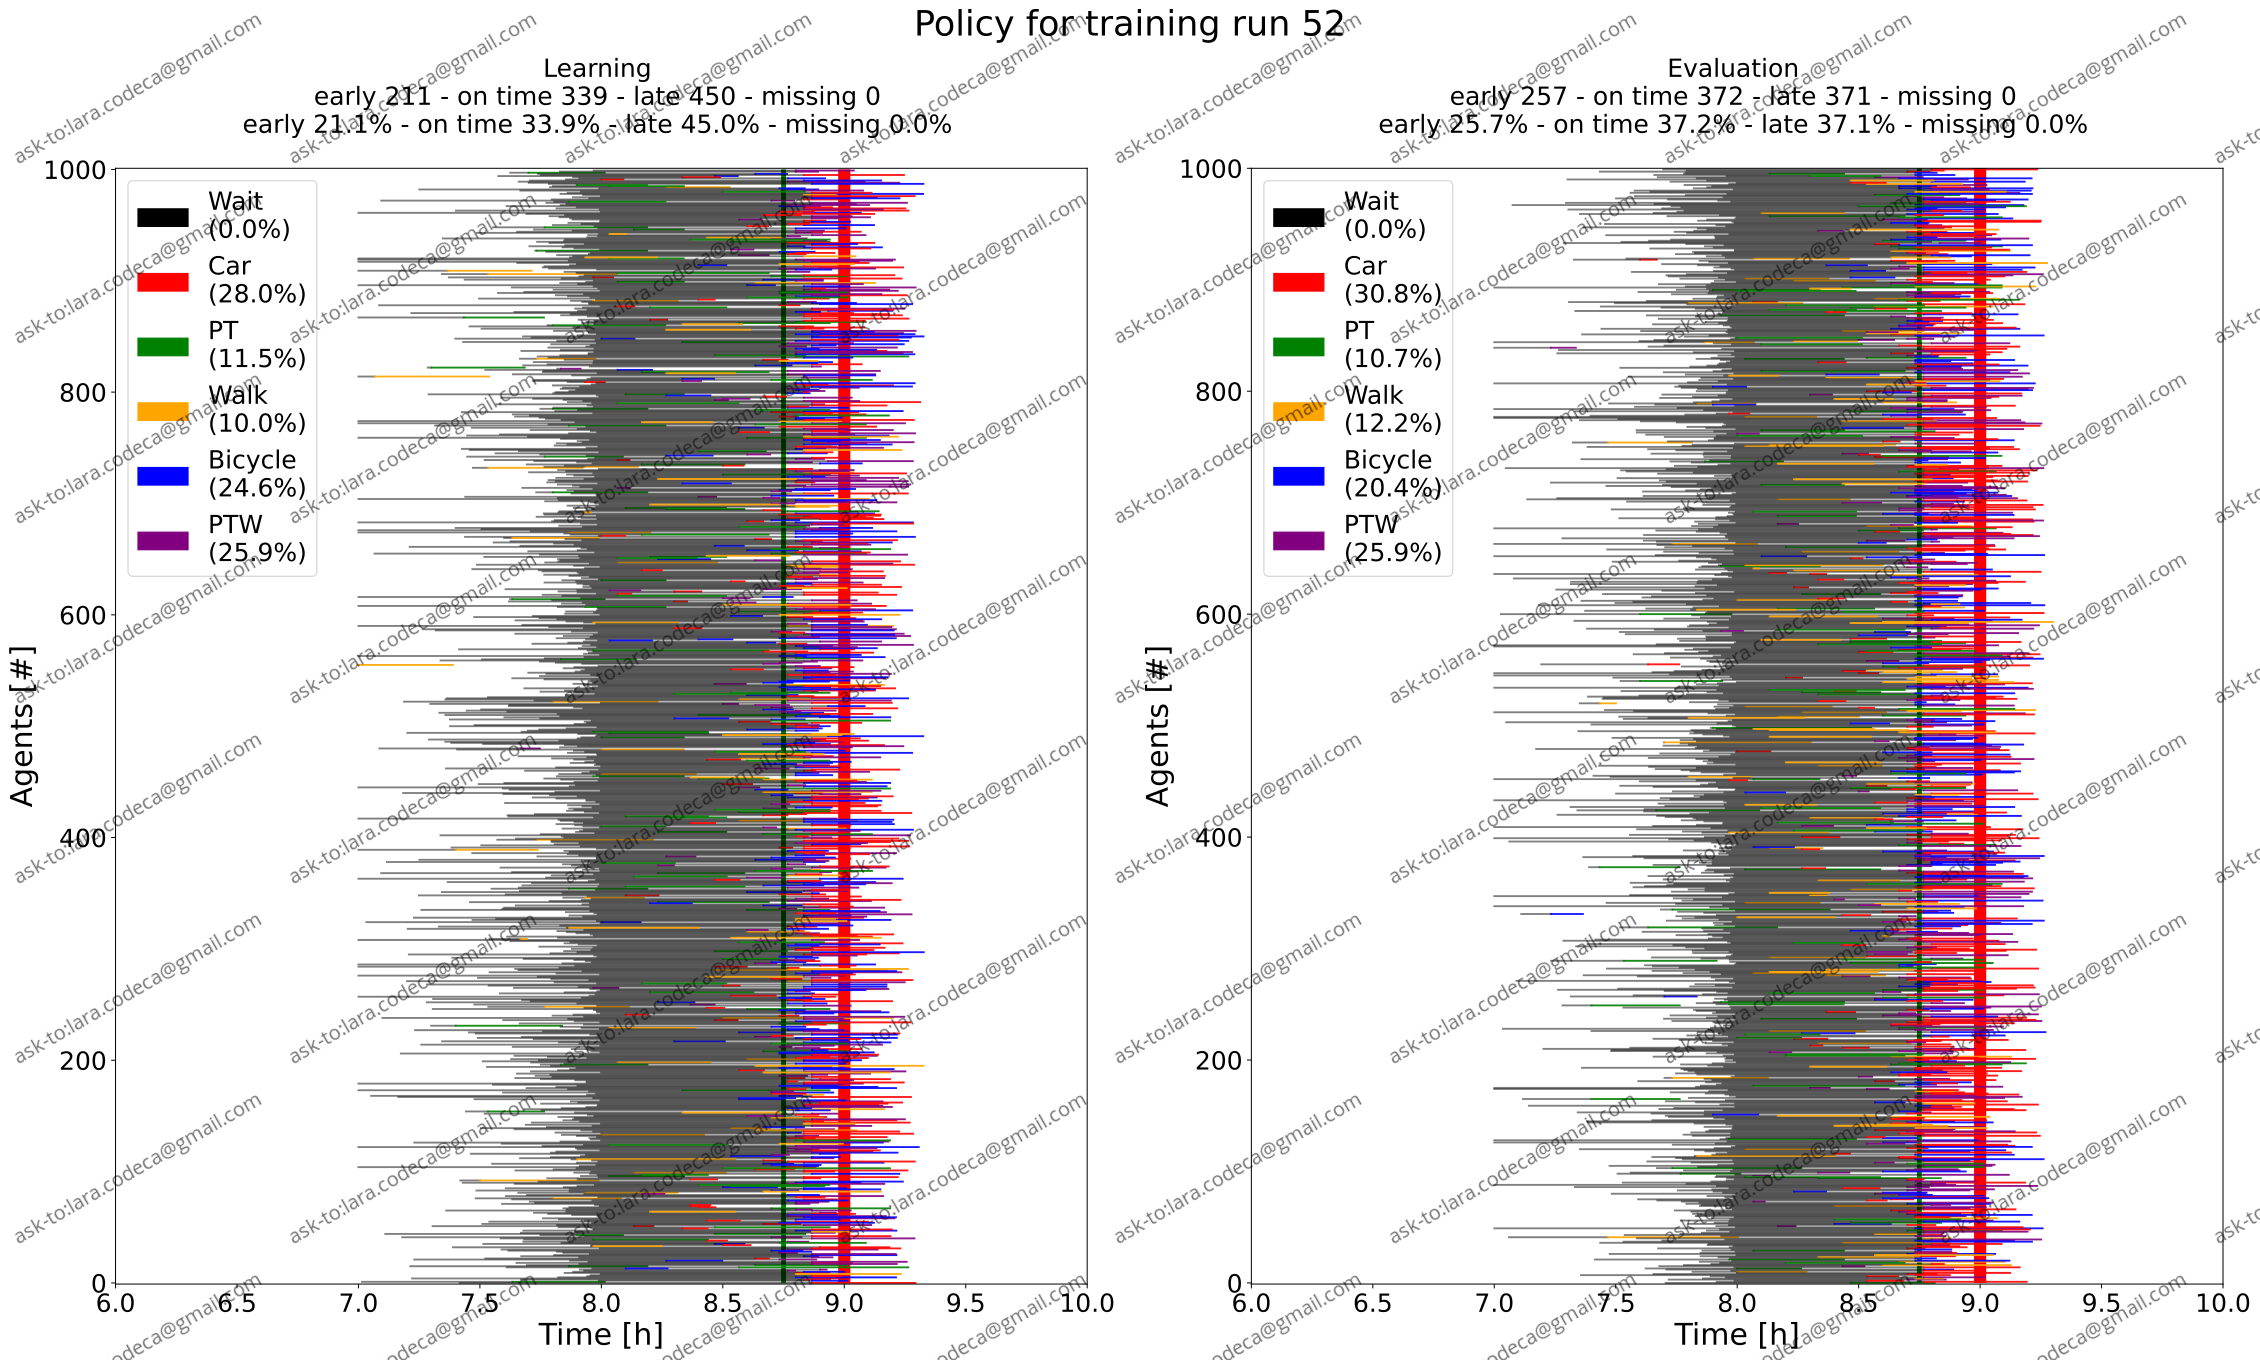 Policy for training run 52
Learning
early 211 - on time 339 - late 450 - missing 0
early 21.1% - on time 33.9% - late 45.0% - missing 0.0%
Agents [#]
1000
800
600
400
200
0
Wait
(0.0%)
Car
(28.0%)
PT
(11.5%)
Walk
(10.0%)
Bicycle
(24.6%)
PTW
(25.9%)
6.0 6.5 7.0 7.5 8.0 8.5 9.0 9.5 10.0
Time [h]
Evaluation
early 257 - on time 372 - late 371 - missing 0
early 25.7% - on time 37.2% - late 37.1% - missing 0.0%
Agents [#]
1000
800
600
400
200
0
Wait
(0.0%)
Car
(30.8%)
PT
(10.7%)
Walk
(12.2%)
Bicycle
(20.4%)
PTW
(25.9%)
6.0 6.5 7.0 7.5 8.0 8.5 9.0 9.5 10.0
Time [h]
ask-to:lara.codeca@gmail.com